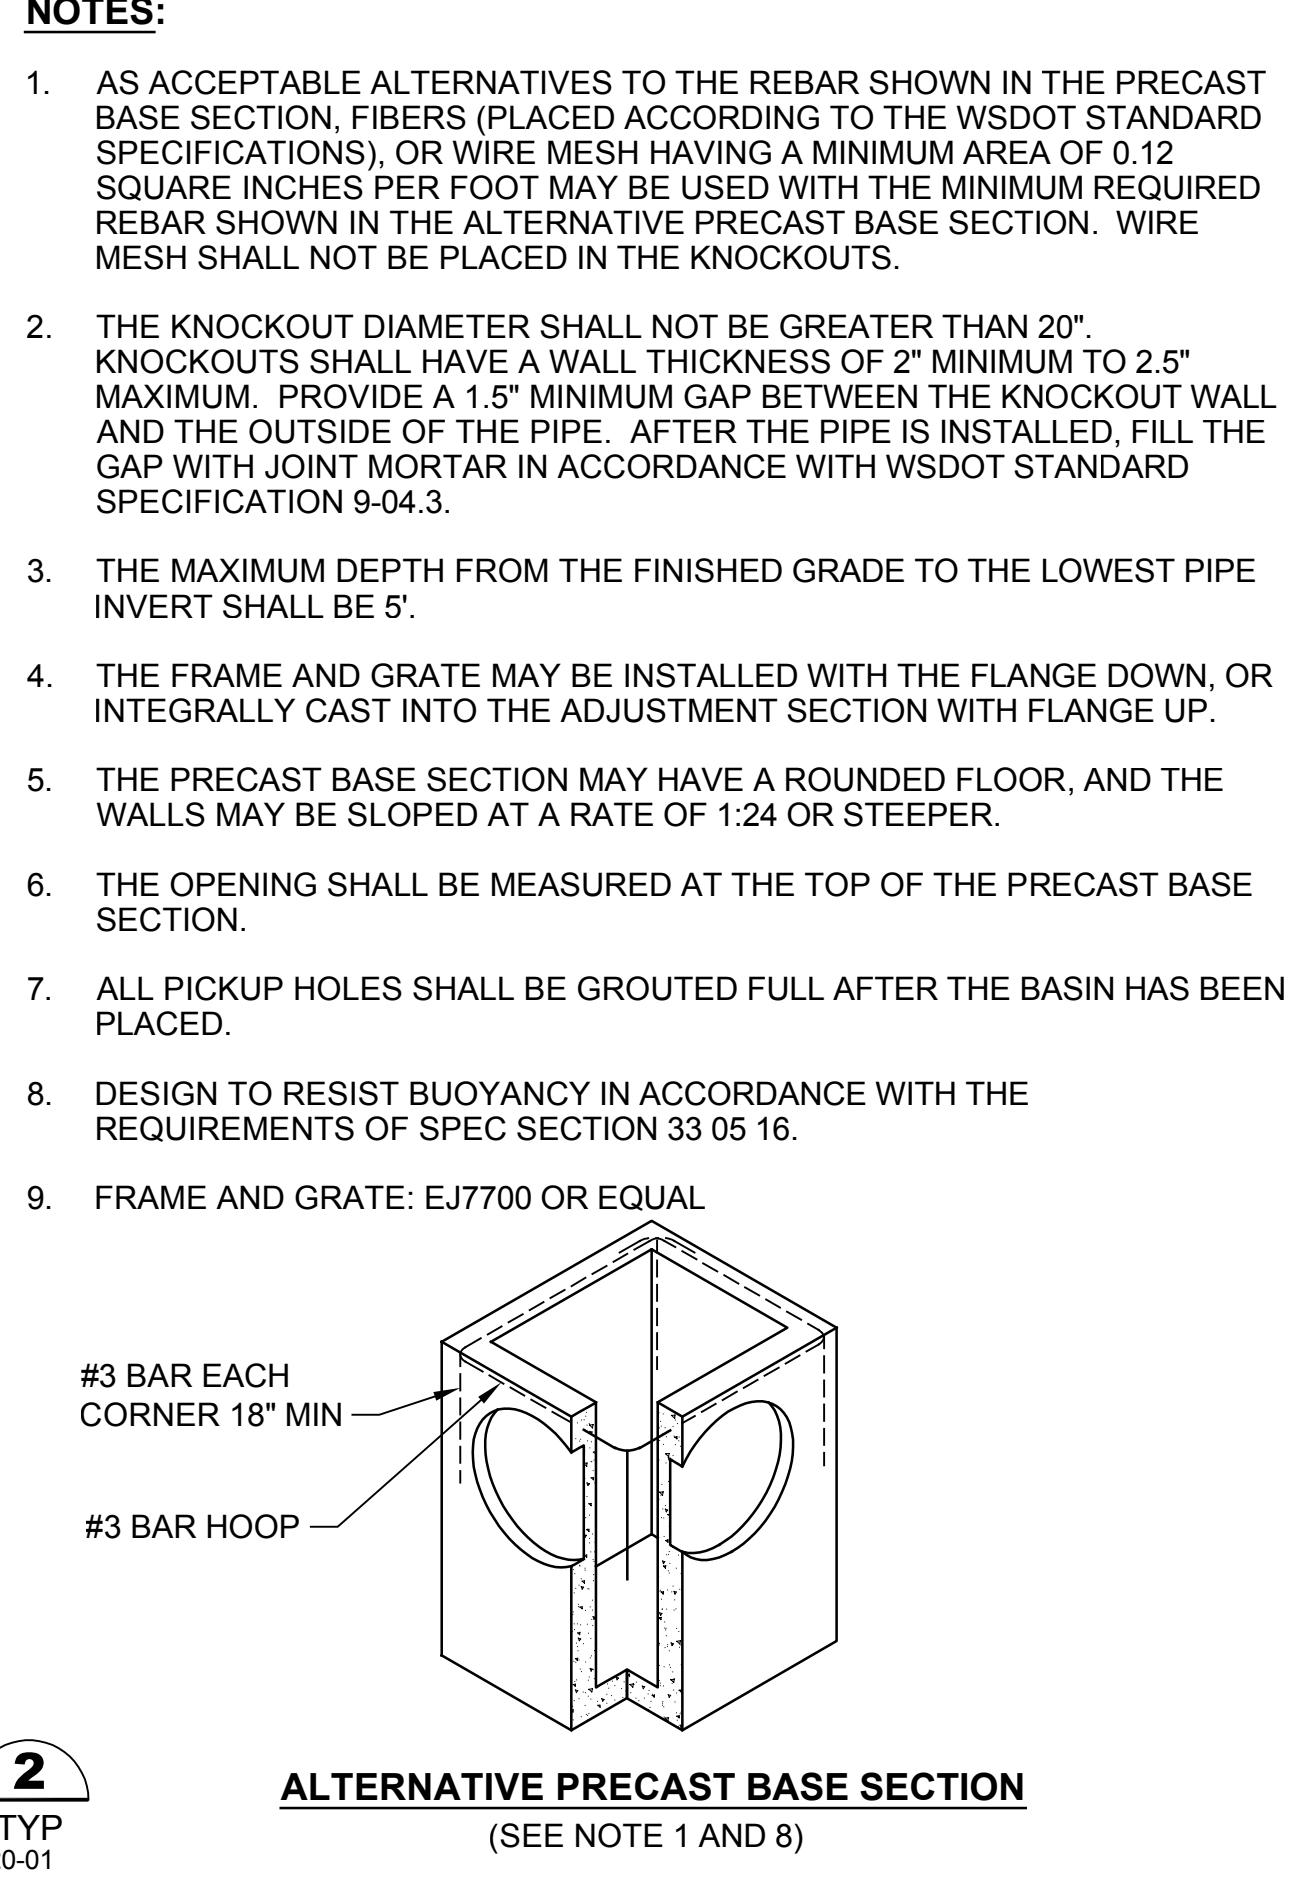 NOTES:
1. AS ACCEPTABLE ALTERNATIVES TO THE REBAR SHOWN IN THE PRECAST
BASE SECTION, FIBERS (PLACED ACCORDING TO THE WSDOT STANDARD
SPECIFICATIONS), OR WIRE MESH HAVING A MINIMUM AREA OF 0.12
SQUARE INCHES PER FOOT MAY BE USED WITH THE MINIMUM REQUIRED
REBAR SHOWN IN THE ALTERNATIVE PRECAST BASE SECTION. WIRE
MESH SHALL NOT BE PLACED IN THE KNOCKOUTS.
2. THE KNOCKOUT DIAMETER SHALL NOT BE GREATER THAN 20".
KNOCKOUTS SHALL HAVE A WALL THICKNESS OF 2" MINIMUM TO 2.5"
MAXIMUM. PROVIDE A 1.5" MINIMUM GAP BETWEEN THE KNOCKOUT WALL
AND THE OUTSIDE OF THE PIPE. AFTER THE PIPE IS INSTALLED, FILL THE
GAP WITH JOINT MORTAR IN ACCORDANCE WITH WSDOT STANDARD
SPECIFICATION 9-04.3.
3. THE MAXIMUM DEPTH FROM THE FINISHED GRADE TO THE LOWEST PIPE
INVERT SHALL BE 5'.
4. THE FRAME AND GRATE MAY BE INSTALLED WITH THE FLANGE DOWN, OR
INTEGRALLY CAST INTO THE ADJUSTMENT SECTION WITH FLANGE UP.
5. THE PRECAST BASE SECTION MAY HAVE A ROUNDED FLOOR, AND THE
WALLS MAY BE SLOPED AT A RATE OF 1:24 OR STEEPER.
6. THE OPENING SHALL BE MEASURED AT THE TOP OF THE PRECAST BASE
SECTION.
7. ALL PICKUP HOLES SHALL BE GROUTED FULL AFTER THE BASIN HAS BEEN
PLACED.
8. DESIGN TO RESIST BUOYANCY IN ACCORDANCE WITH THE
REQUIREMENTS OF SPEC SECTION 33 05 16.
9. FRAME AND GRATE: EJ7700 OR EQUAL
#3 BAR EACH
CORNER 18" MIN
#3 BAR HOOP
2
TYP
0-01
ALTERNATIVE PRECAST BASE SECTION
(SEE NOTE 1 AND 8)